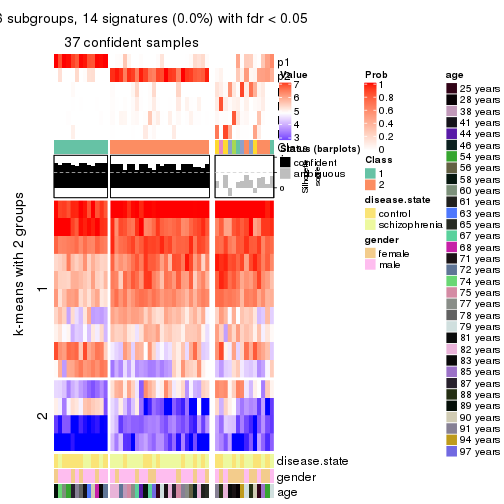 6 subgroups, 14 signatures (0.0%) with fdr < 0.05
37 confident samples
p1
p2
Class
Silhouette
score
k-means with 2 groups
1
2
disease.state
gender
age
Value
7
6
5
4
3
Status (barplots)
confident
ambiguous
0
Prob
1
0.8
0.6
0.4
0.2
0
Class
1
2
disease.state
control
schizophrenia
gender
female
male
age
25 years
28 years
38 years
41 years
44 years
46 years
54 years
56 years
58 years
60 years
61 years
63 years
65 years
67 years
68 years
71 years
72 years
74 years
75 years
77 years
78 years
79 years
81 years
82 years
83 years
85 years
87 years
88 years
89 years
90 years
91 years
94 years
97 years